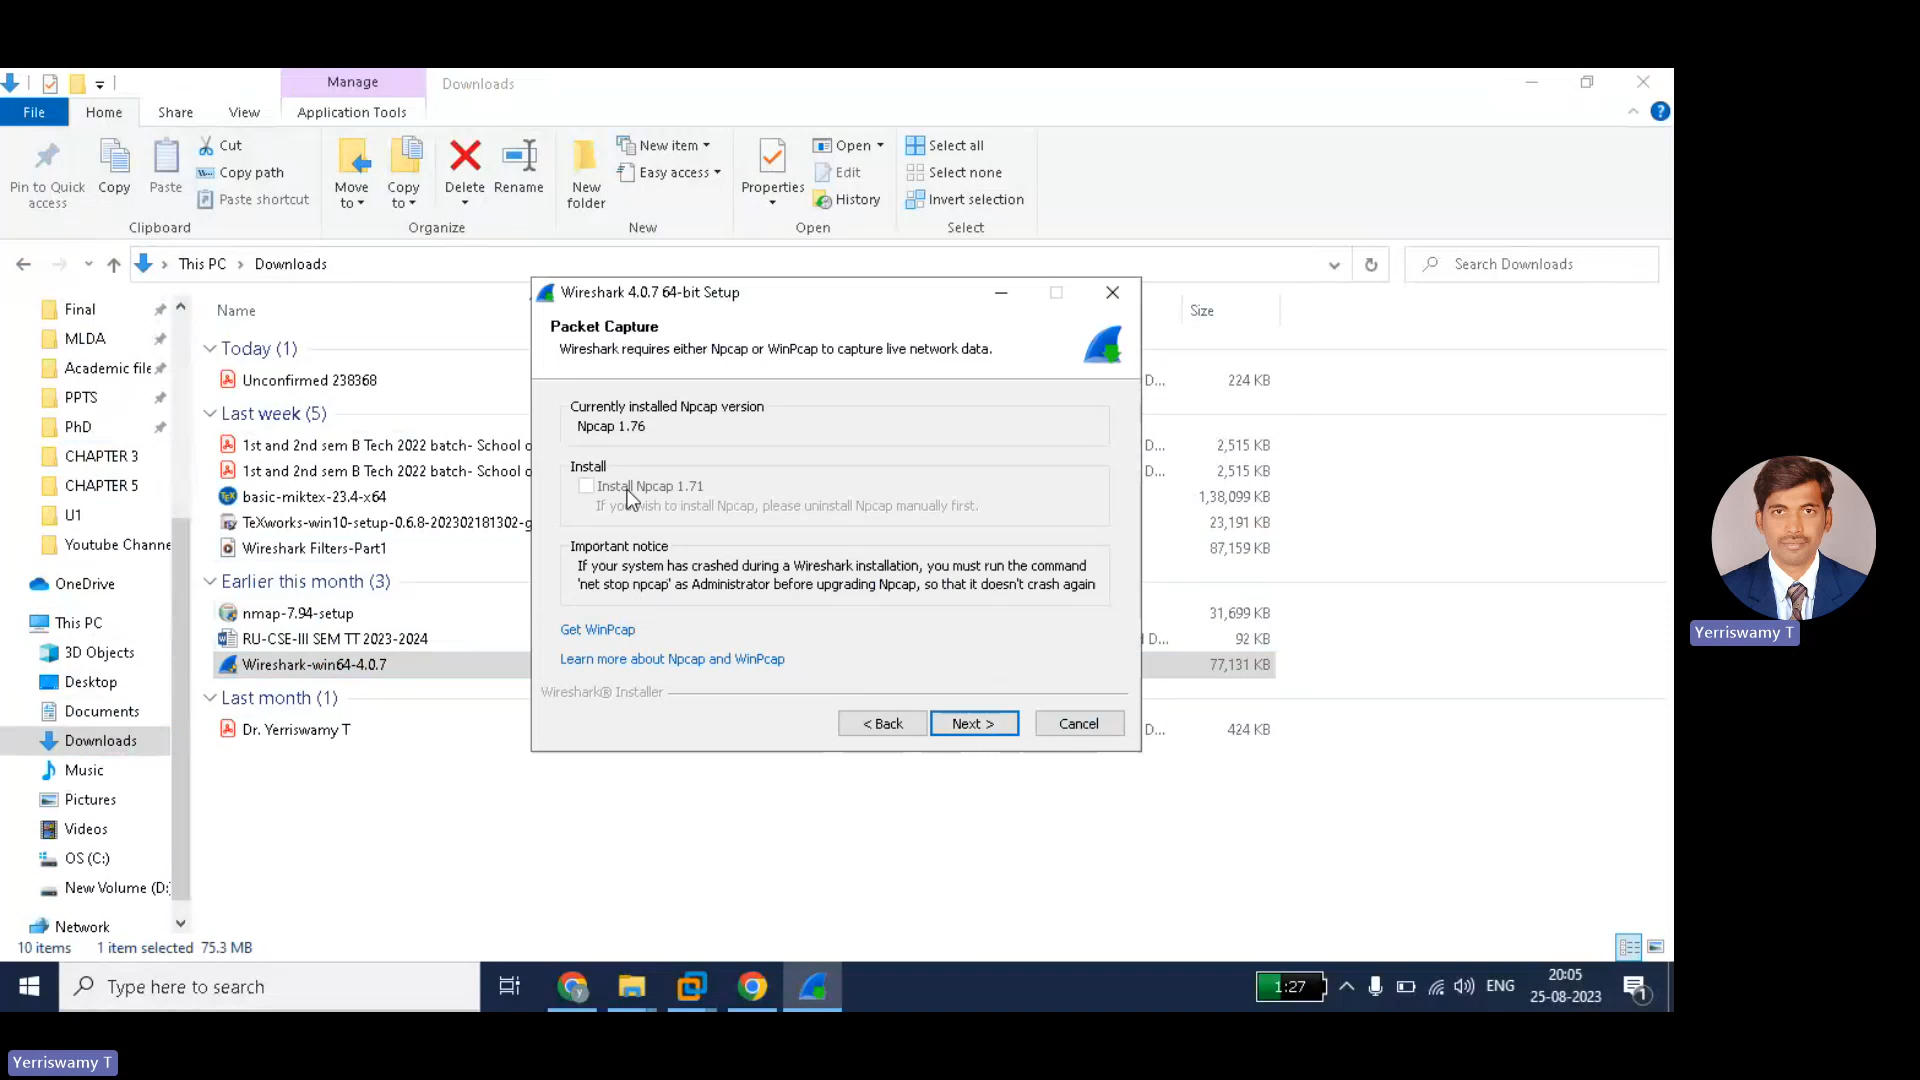 Manage
Downloads
File
Home
Share
View
Application Tools
Pin to Quick
access
Copy
Paste
Cut
Copy path
Paste shortcut
Clipboard
Move
to
Copy
to
Delete
Rename
Organize
New
folder
New item
Easy access
New
Properties
Open
Edit
History
Open
Select all
Select none
Invert selection
Select
This PC > Downloads
Search Downloads
Final
MLDA
Academic file
PPTS
PhD
CHAPTER 3
CHAPTER 5
U1
Youtube Channe
OneDrive
This PC
3D Objects
Desktop
Documents
Downloads
Music
Pictures
Videos
OS (C:)
New Volume (D:)
Network
Name
Size
Today (1)
Unconfirmed 238368
D...
224 KB
Last week (5)
1st and 2nd sem B Tech 2022 batch- School o
2,515 KB
1st and 2nd sem B Tech 2022 batch- School o
2,515 KB
basic-miktex-23.4-x64
1,38,099 KB
TeXworks-win10-setup-0.6.8-202302181302-g
23,191 KB
Wireshark Filters-Part1
87,159 KB
Earlier this month (3)
nmap-7.94-setup
31,699 KB
RU-CSE-III SEM TT 2023-2024
D...
92 KB
Wireshark-win64-4.0.7
77,131 KB
Last month (1)
Dr. Yerriswamy T
D...
424 KB
Wireshark 4.0.7 64-bit Setup
Packet Capture
Wireshark requires either Npcap or WinPcap to capture live network data.
Currently installed Npcap version
Npcap 1.76
Install
Install Npcap 1.71
If you wish to install Npcap, please uninstall Npcap manually first.
Important notice
If your system has crashed during a Wireshark installation, you must run the command
'net stop npcap' as Administrator before upgrading Npcap, so that it doesn't crash again
Get WinPcap
Learn more about Npcap and WinPcap
Wireshark® Installer
< Back
Next >
Cancel
10 items
1 item selected 75.3 MB
Type here to search
1:27
ENG
20:05
25-08-2023
1
Yerriswamy T
Yerriswamy T